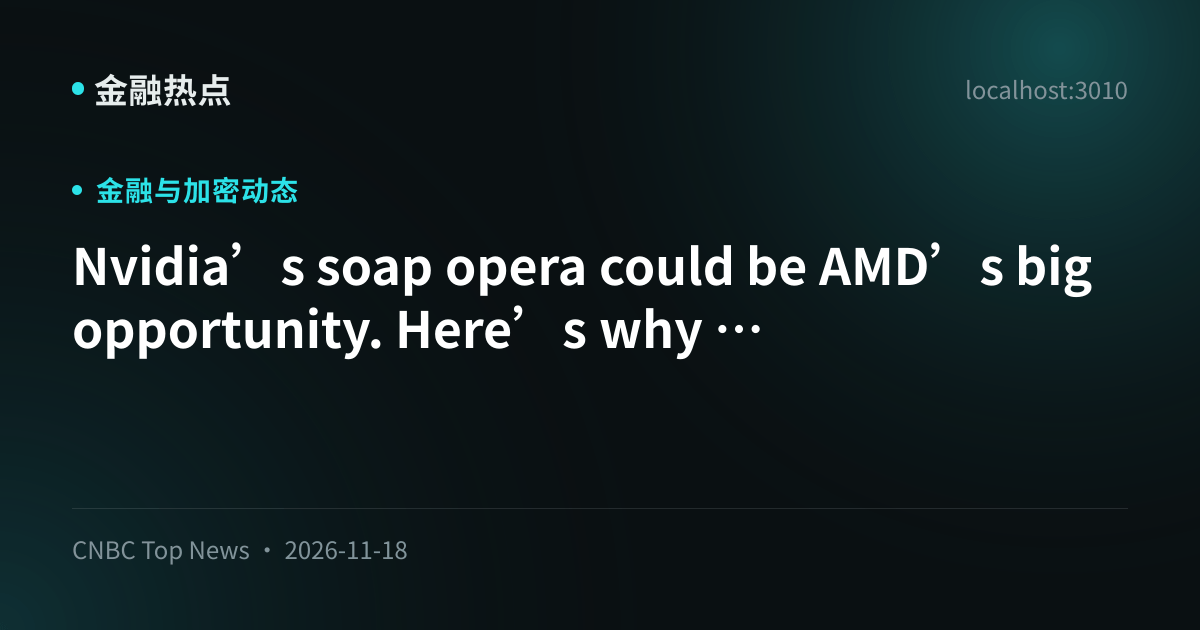 金融热点
localhost:3010
金融与加密动态
Nvidia’s soap opera could be AMD’s big
opportunity. Here’s why …
CNBC Top News · 2026-11-18